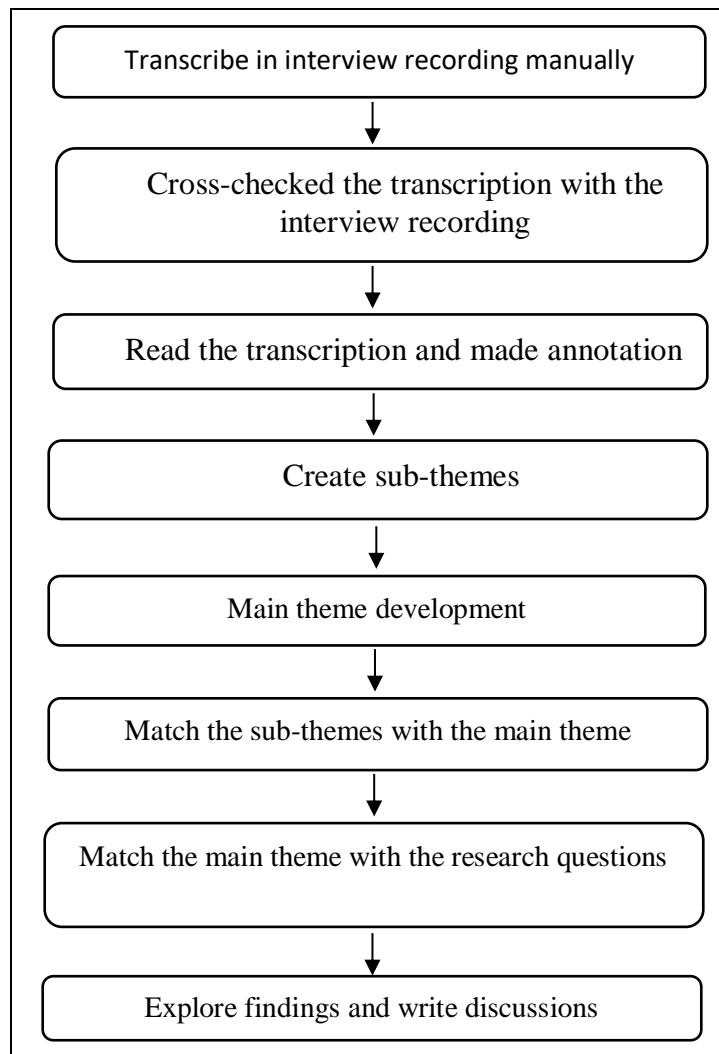 Transcribe in interview recording manually
Cross-checked the transcription with the
interview recording
Read the transcription and made annotation
Create sub-themes
Main theme development
Match the sub-themes with the main theme
Match the main theme with the research questions
Explore findings and write discussions